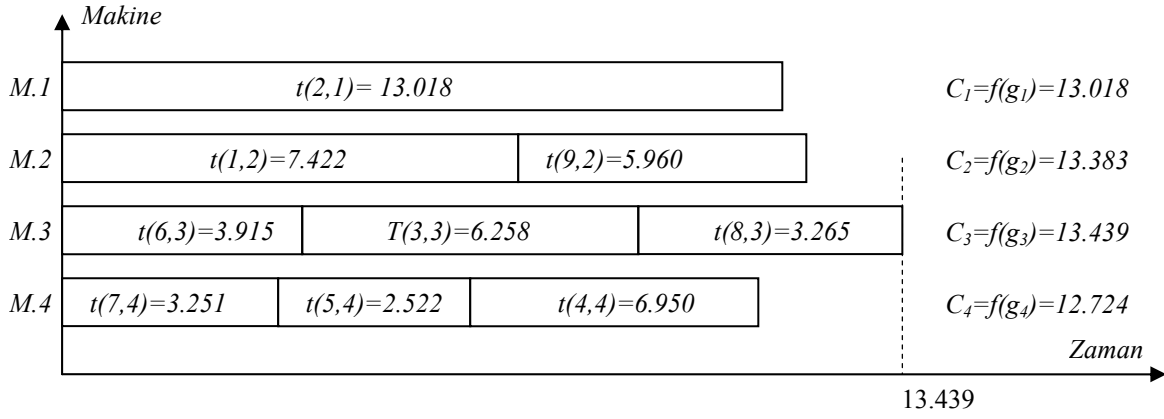 Makine
M.1 t(2,1)= 13.018 C₁=f(g₁)=13.018
M.2 t(1,2)=7.422 t(9,2)=5.960 C₂=f(g₂)=13.383
M.3 t(6,3)=3.915 T(3,3)=6.258 t(8,3)=3.265 C₃=f(g₃)=13.439
M.4 t(7,4)=3.251 t(5,4)=2.522 t(4,4)=6.950 C₄=f(g₄)=12.724
Zaman
13.439